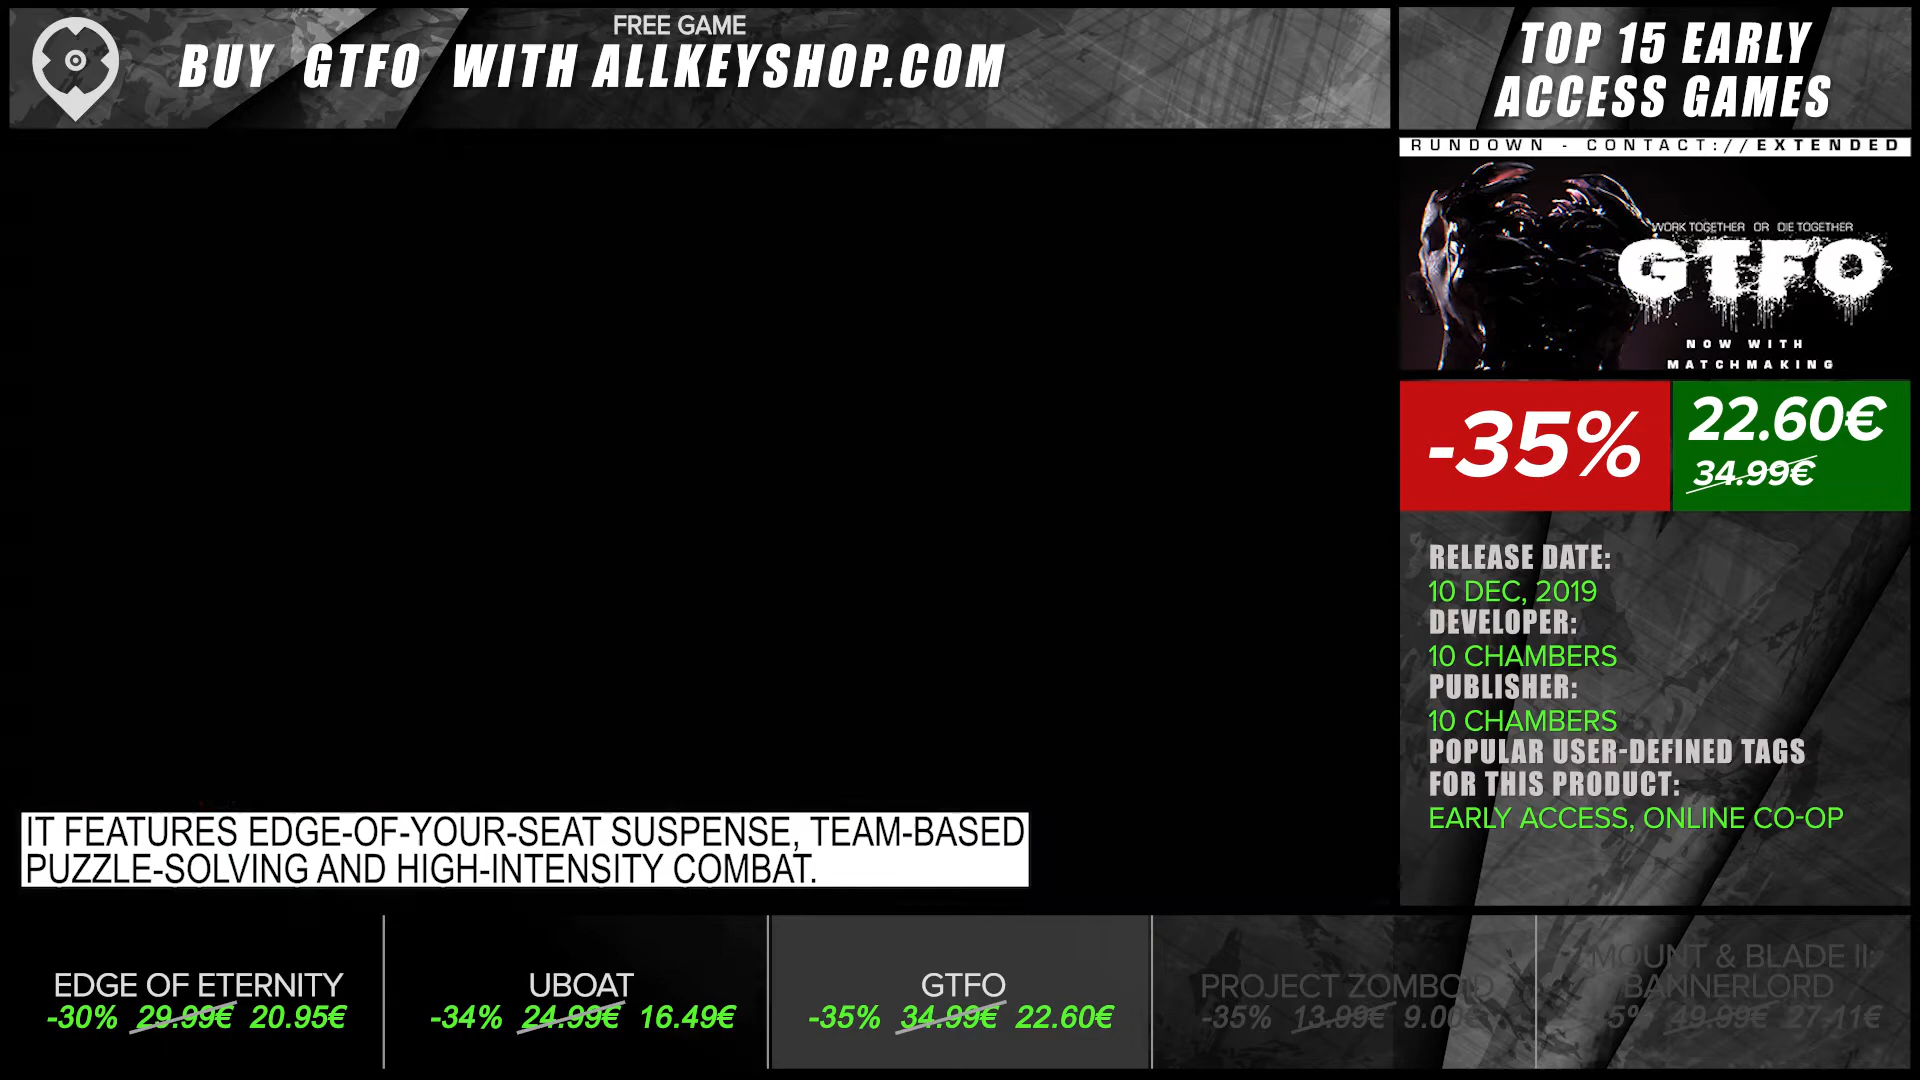 FREE GAME
BUY GTFO WITH ALLKEYSHOP.COM
TOP 15 EARLY
ACCESS GAMES
RUNDOWN - CONTACT://EXTENDED
WORK TOGETHER OR DIE TOGETHER
GTFO
NOW WITH
MATCHMAKING
-35%
22.60€
34.99€
RELEASE DATE:
10 DEC, 2019
DEVELOPER:
10 CHAMBERS
PUBLISHER:
10 CHAMBERS
POPULAR USER-DEFINED TAGS
FOR THIS PRODUCT:
EARLY ACCESS, ONLINE CO-OP
IT FEATURES EDGE-OF-YOUR-SEAT SUSPENSE, TEAM-BASED
PUZZLE-SOLVING AND HIGH-INTENSITY COMBAT.
EDGE OF ETERNITY
-30% 29.99€ 20.95€
UBOAT
-34% 24.99€ 16.49€
GTFO
-35% 34.99€ 22.60€
PROJECT ZOMBOID
-35% 13.99€
MOUNT & BLADE II:
BANNERLORD
27.11€